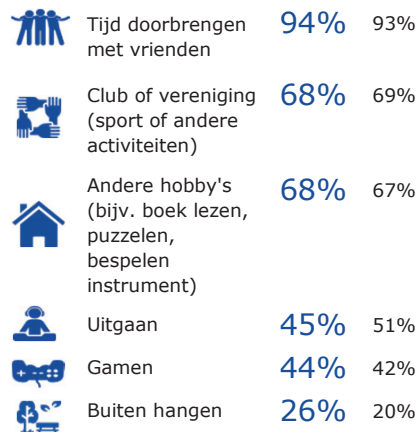 Tijd doorbrengen 94% 93%
met vrienden
Club of vereniging 68% 69%
(sport of andere
activiteiten)
Andere hobby's 68% 67%
(bijv. boek lezen,
puzzelen,
bespelen
instrument)
Uitgaan 45% 51%
Gamen 44% 42%
Buiten hangen 26% 20%